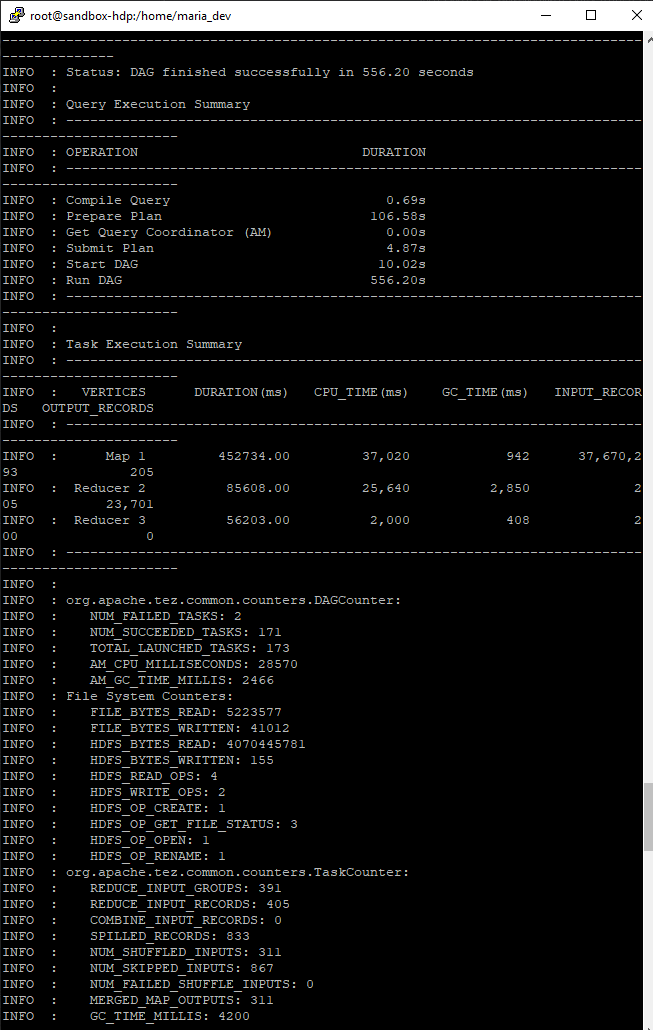 root@sandbox-hdp:/home/maria_dev
--------------------------------------------------------------------------------
--------------
INFO  : Status: DAG finished successfully in 556.20 seconds
INFO  :
INFO  : Query Execution Summary
INFO  : ------------------------------------------------------------------------
----------------------
INFO  : OPERATION                            DURATION
INFO  : ------------------------------------------------------------------------
----------------------
INFO  : Compile Query                           0.69s
INFO  : Prepare Plan                          106.58s
INFO  : Get Query Coordinator (AM)              0.00s
INFO  : Submit Plan                             4.87s
INFO  : Start DAG                              10.02s
INFO  : Run DAG                               556.20s
INFO  : ------------------------------------------------------------------------
----------------------
INFO  :
INFO  : Task Execution Summary
INFO  : ------------------------------------------------------------------------
----------------------
INFO  :   VERTICES      DURATION(ms)   CPU_TIME(ms)    GC_TIME(ms)   INPUT_RECOR
DS   OUTPUT_RECORDS
INFO  : ------------------------------------------------------------------------
----------------------
INFO  :      Map 1         452734.00         37,020            942      37,670,2
93              205
INFO  :  Reducer 2          85608.00         25,640          2,850             2
05           23,701
INFO  :  Reducer 3          56203.00          2,000            408             2
00                0
INFO  : ------------------------------------------------------------------------
----------------------
INFO  :
INFO  : org.apache.tez.common.counters.DAGCounter:
INFO  :    NUM_FAILED_TASKS: 2
INFO  :    NUM_SUCCEEDED_TASKS: 171
INFO  :    TOTAL_LAUNCHED_TASKS: 173
INFO  :    AM_CPU_MILLISECONDS: 28570
INFO  :    AM_GC_TIME_MILLIS: 2466
INFO  : File System Counters:
INFO  :    FILE_BYTES_READ: 5223577
INFO  :    FILE_BYTES_WRITTEN: 41012
INFO  :    HDFS_BYTES_READ: 4070445781
INFO  :    HDFS_BYTES_WRITTEN: 155
INFO  :    HDFS_READ_OPS: 4
INFO  :    HDFS_WRITE_OPS: 2
INFO  :    HDFS_OP_CREATE: 1
INFO  :    HDFS_OP_GET_FILE_STATUS: 3
INFO  :    HDFS_OP_OPEN: 1
INFO  :    HDFS_OP_RENAME: 1
INFO  : org.apache.tez.common.counters.TaskCounter:
INFO  :    REDUCE_INPUT_GROUPS: 391
INFO  :    REDUCE_INPUT_RECORDS: 405
INFO  :    COMBINE_INPUT_RECORDS: 0
INFO  :    SPILLED_RECORDS: 833
INFO  :    NUM_SHUFFLED_INPUTS: 311
INFO  :    NUM_SKIPPED_INPUTS: 867
INFO  :    NUM_FAILED_SHUFFLE_INPUTS: 0
INFO  :    MERGED_MAP_OUTPUTS: 311
INFO  :    GC_TIME_MILLIS: 4200